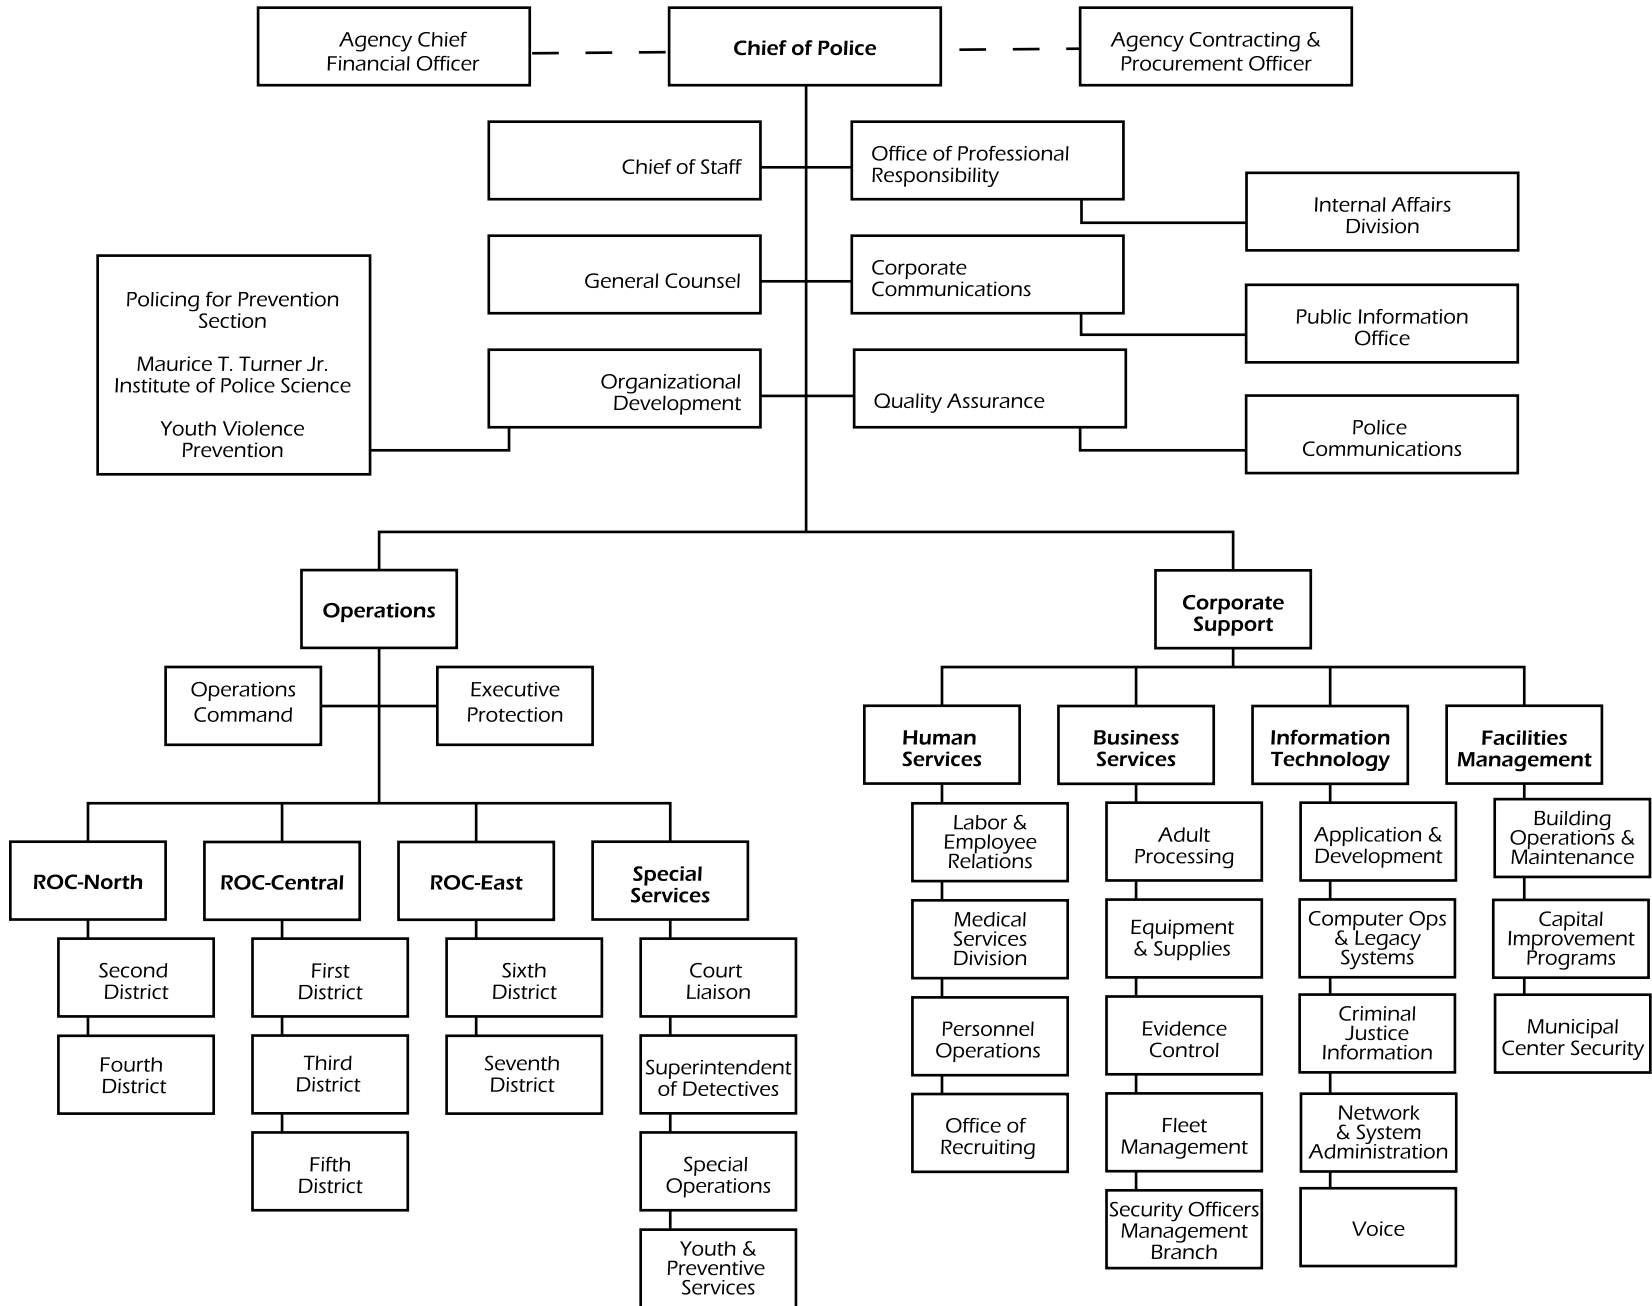 Agency Chief
Financial Officer
Chief of Police
Agency Contracting &
Procurement Officer
Chief of Staff
Office of Professional
Responsibility
Internal Affairs
Division
General Counsel
Corporate
Communications
Public Information
Office
Policing for Prevention
Section
Maurice T. Turner Jr.
Institute of Police Science
Youth Violence
Prevention
Organizational
Development
Quality Assurance
Police
Communications
Operations
Corporate
Support
Operations
Command
Executive
Protection
ROC-North
Second
District
Fourth
District
ROC-Central
First
District
Third
District
Fifth
District
ROC-East
Sixth
District
Seventh
District
Special
Services
Court
Liaison
Superintendent
of Detectives
Special
Operations
Youth &
Preventive
Services
Human
Services
Labor &
Employee
Relations
Medical
Services
Division
Personnel
Operations
Office of
Recruiting
Business
Services
Adult
Processing
Equipment
& Supplies
Evidence
Control
Fleet
Management
Security Officers
Management
Branch
Information
Technology
Application &
Development
Computer Ops
& Legacy
Systems
Criminal
Justice
Information
Network
& System
Administration
Voice
Facilities
Management
Building
Operations &
Maintenance
Capital
Improvement
Programs
Municipal
Center Security